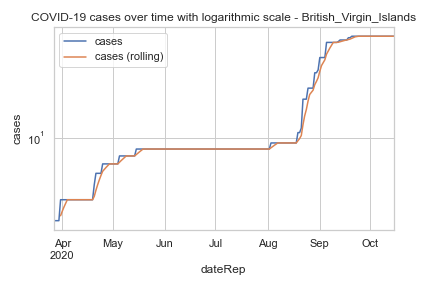 COVID-19 cases over time with logarithmic scale - British_Virgin_Islands
cases
cases (rolling)
cases
10¹
Apr
2020
May
Jun
Jul
Aug
Sep
Oct
dateRep